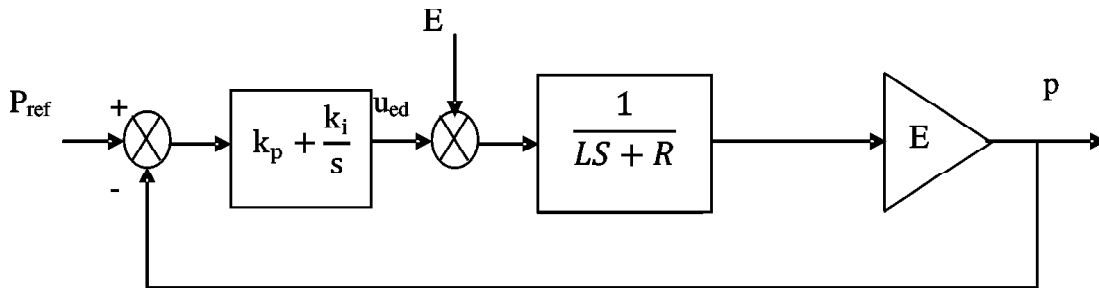 E
P_ref
+
-
k_p + k_i/s
u_ed
1/(LS + R)
E
p